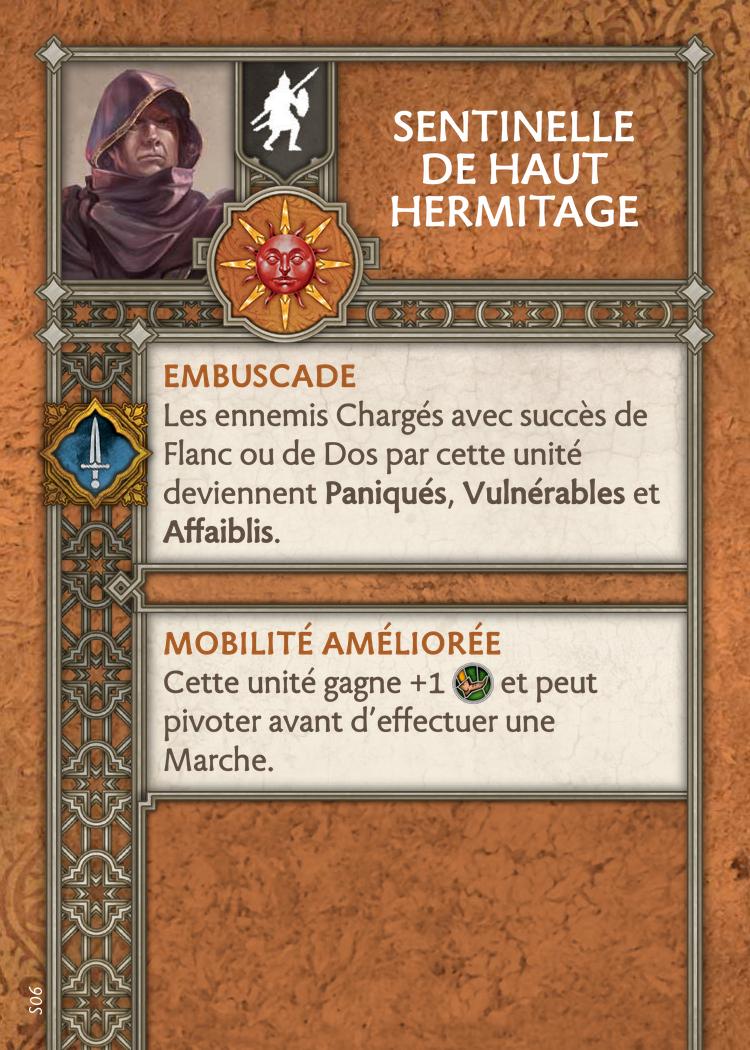 SENTINELLE
DE HAUT
HERMITAGE
EMBUSCADE
Les ennemis Chargés avec succès de
Flanc ou de Dos par cette unité
deviennent Paniqués, Vulnérables et
Affaiblis.
MOBILITÉ AMÉLIORÉE
Cette unité gagne +1 et peut
pivoter avant d'effectuer une
Marche.
S06